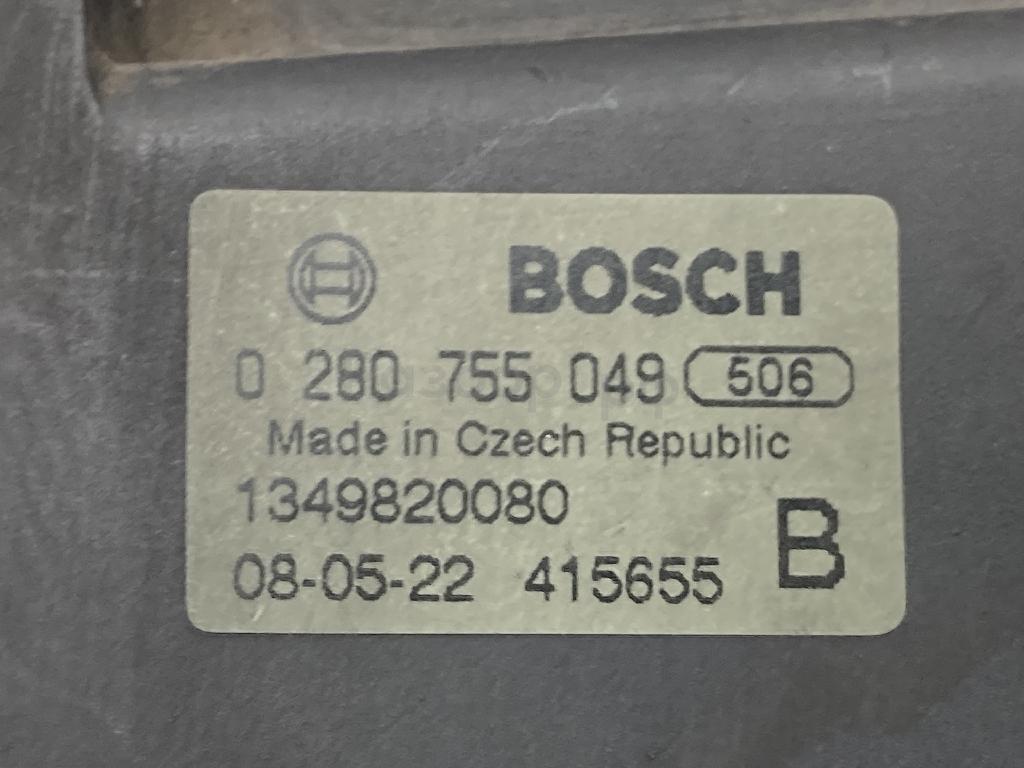 BOSCH
0 280 755 049 506
Made in Czech Republic
1349820080
08-05-22 415655 B